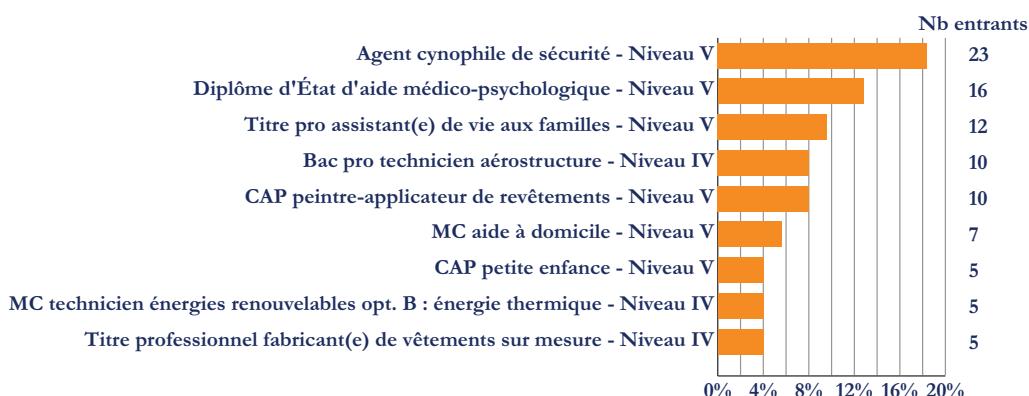 Nb entrants
Agent cynophile de sécurité - Niveau V 23
Diplôme d'État d'aide médico-psychologique - Niveau V 16
Titre pro assistant(e) de vie aux familles - Niveau V 12
Bac pro technicien aérostructure - Niveau IV 10
CAP peintre-applicateur de revêtements - Niveau V 10
MC aide à domicile - Niveau V 7
CAP petite enfance - Niveau V 5
MC technicien énergies renouvelables opt. B : énergie thermique - Niveau IV 5
Titre professionnel fabricant(e) de vêtements sur mesure - Niveau IV 5
0% 4% 8% 12% 16% 20%